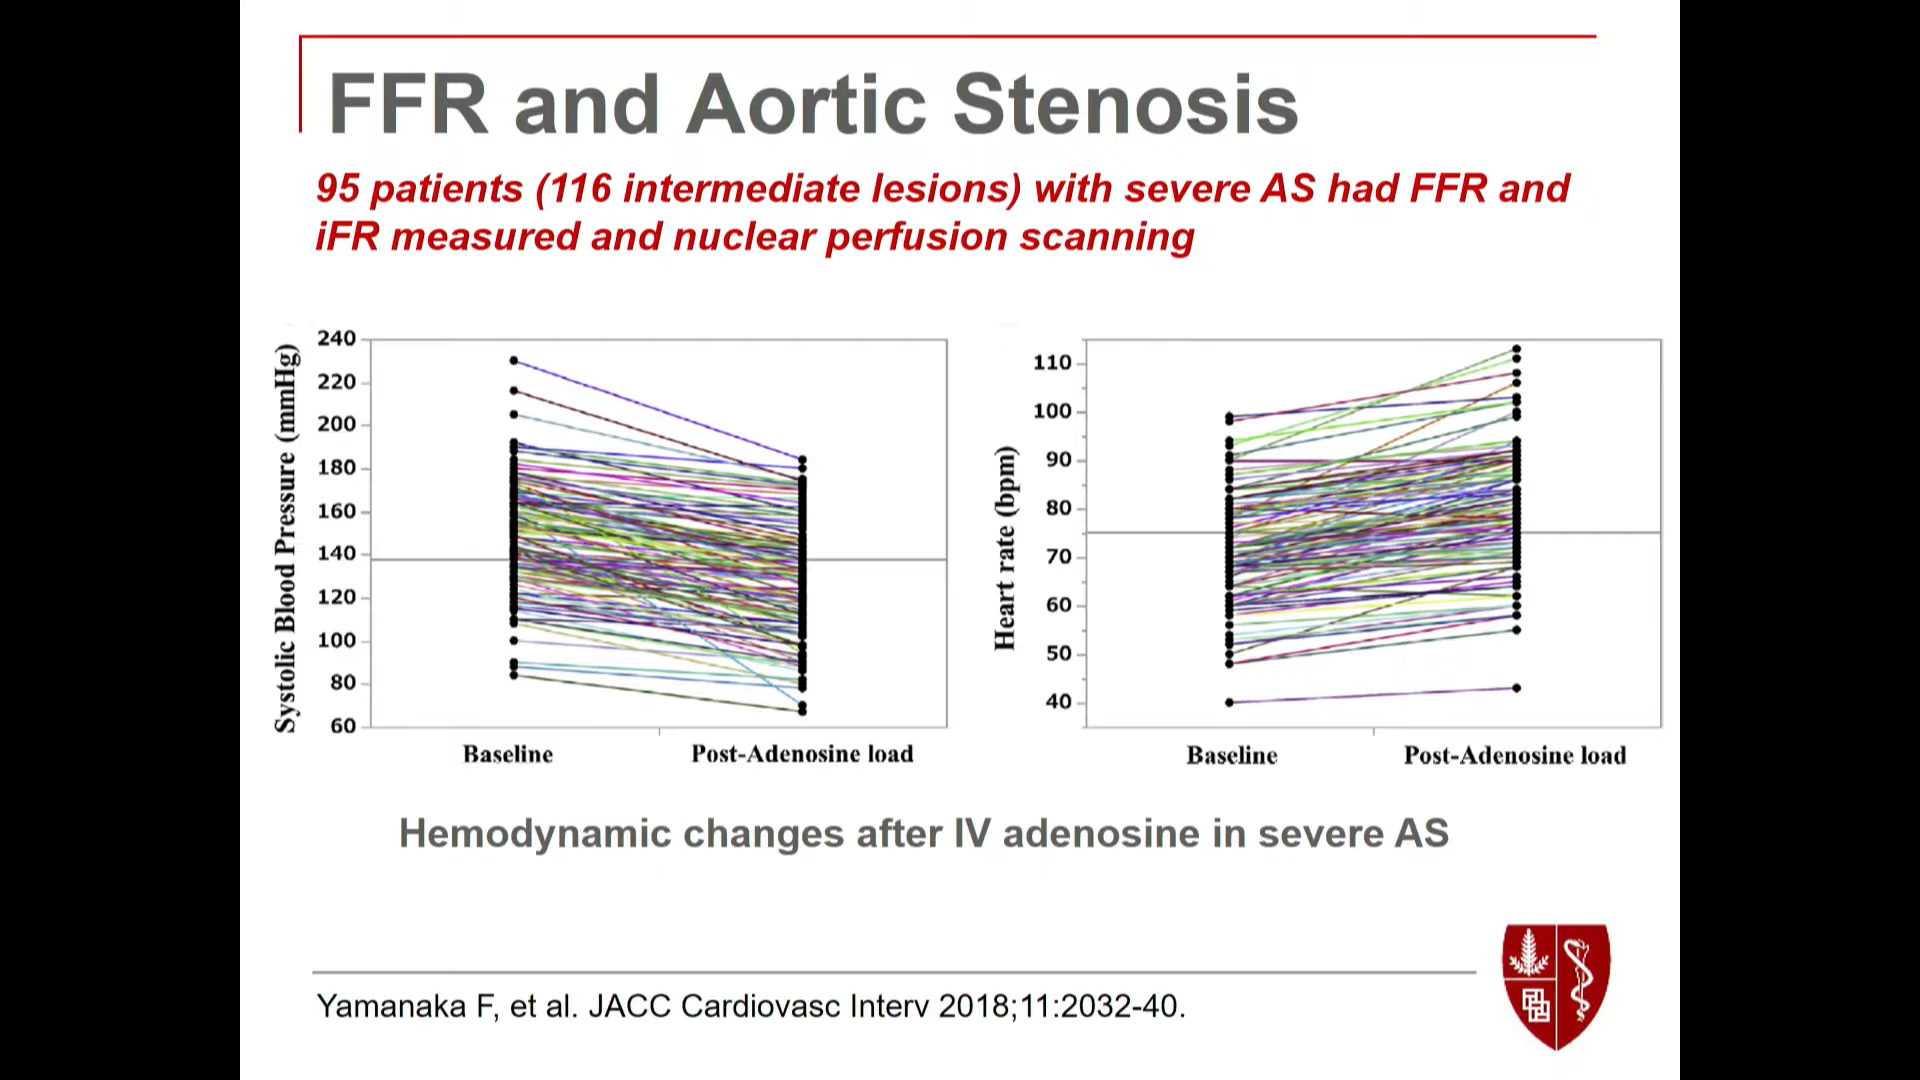 FFR and Aortic Stenosis
95 patients (116 intermediate lesions) with severe AS had FFR and
iFR measured and nuclear perfusion scanning
Systolic Blood Pressure (mmHg)
240
220
200
180
160
140
120
100
80
60
Baseline
Post-Adenosine load
Heart rate (bpm)
110
100
90
80
70
60
50
40
Baseline
Post-Adenosine load
Hemodynamic changes after IV adenosine in severe AS
Yamanaka F, et al. JACC Cardiovasc Interv 2018;11:2032-40.